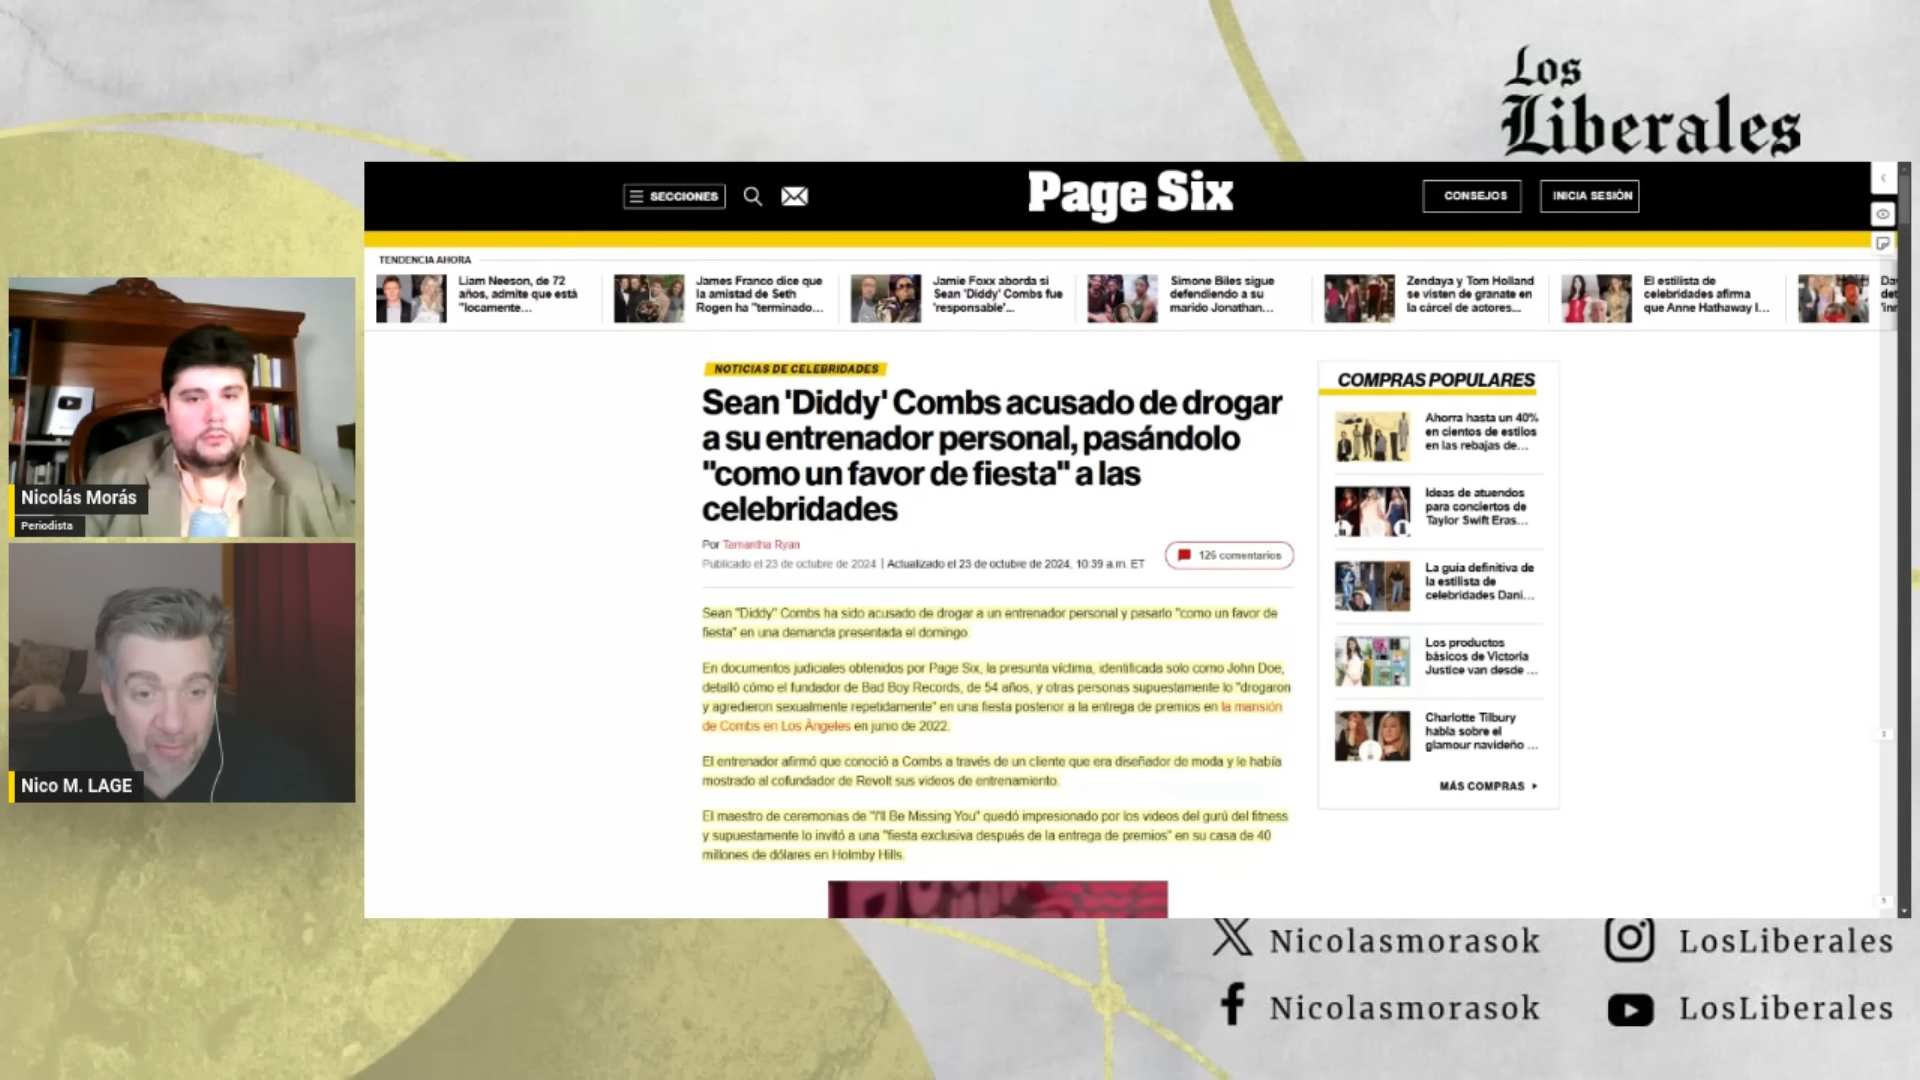 Los
Liberales
SECCIONES
Page Six
CONSEJOS
INICIA SESIÓN
TENDENCIA AHORA
Liam Neeson, de 72
años, admite que está
"locamente...
James Franco dice que
la amistad de Seth
Rogen ha "terminado...
Jamie Foxx aborda si
Sean 'Diddy' Combs fue
'responsable'...
Simone Biles sigue
defendiendo a su
marido Jonathan...
Zendaya y Tom Holland
se visten de granate en
la cárcel de actores...
El estilista de
celebridades afirma
que Anne Hathaway l...
NOTICIAS DE CELEBRIDADES
Sean 'Diddy' Combs acusado de drogar
a su entrenador personal, pasándolo
"como un favor de fiesta" a las
celebridades
Por Tamantha Ryan
Publicado el 23 de octubre de 2024 | Actualizado el 23 de octubre de 2024, 10:39 a.m. ET
126 comentarios
Sean "Diddy" Combs ha sido acusado de drogar a un entrenador personal y pasarlo "como un favor de
fiesta" en una demanda presentada el domingo.
En documentos judiciales obtenidos por Page Six, la presunta víctima, identificada solo como John Doe,
detalló cómo el fundador de Bad Boy Records, de 54 años, y otras personas supuestamente lo "drogaron
y agredieron sexualmente repetidamente" en una fiesta posterior a la entrega de premios en la mansión
de Combs en Los Ángeles en junio de 2022.
El entrenador afirmó que conoció a Combs a través de un cliente que era diseñador de moda y le había
mostrado al cofundador de Revolt sus videos de entrenamiento.
El maestro de ceremonias de "I'll Be Missing You" quedó impresionado por los videos del gurú del fitness
y supuestamente lo invitó a una "fiesta exclusiva después de la entrega de premios" en su casa de 40
millones de dólares en Holmby Hills.
COMPRAS POPULARES
Ahorra hasta un 40%
en cientos de estilos
en las rebajas de...
Ideas de atuendos
para conciertos de
Taylor Swift Eras...
La guía definitiva de
la estilista de
celebridades Dani...
Los productos
básicos de Victoria
Justice van desde ...
Charlotte Tilbury
habla sobre el
glamour navideño ...
MÁS COMPRAS
Nicolás Morás
Periodista
Nico M. LAGE
Nicolasmorasok
LosLiberales
Nicolasmorasok
LosLiberales